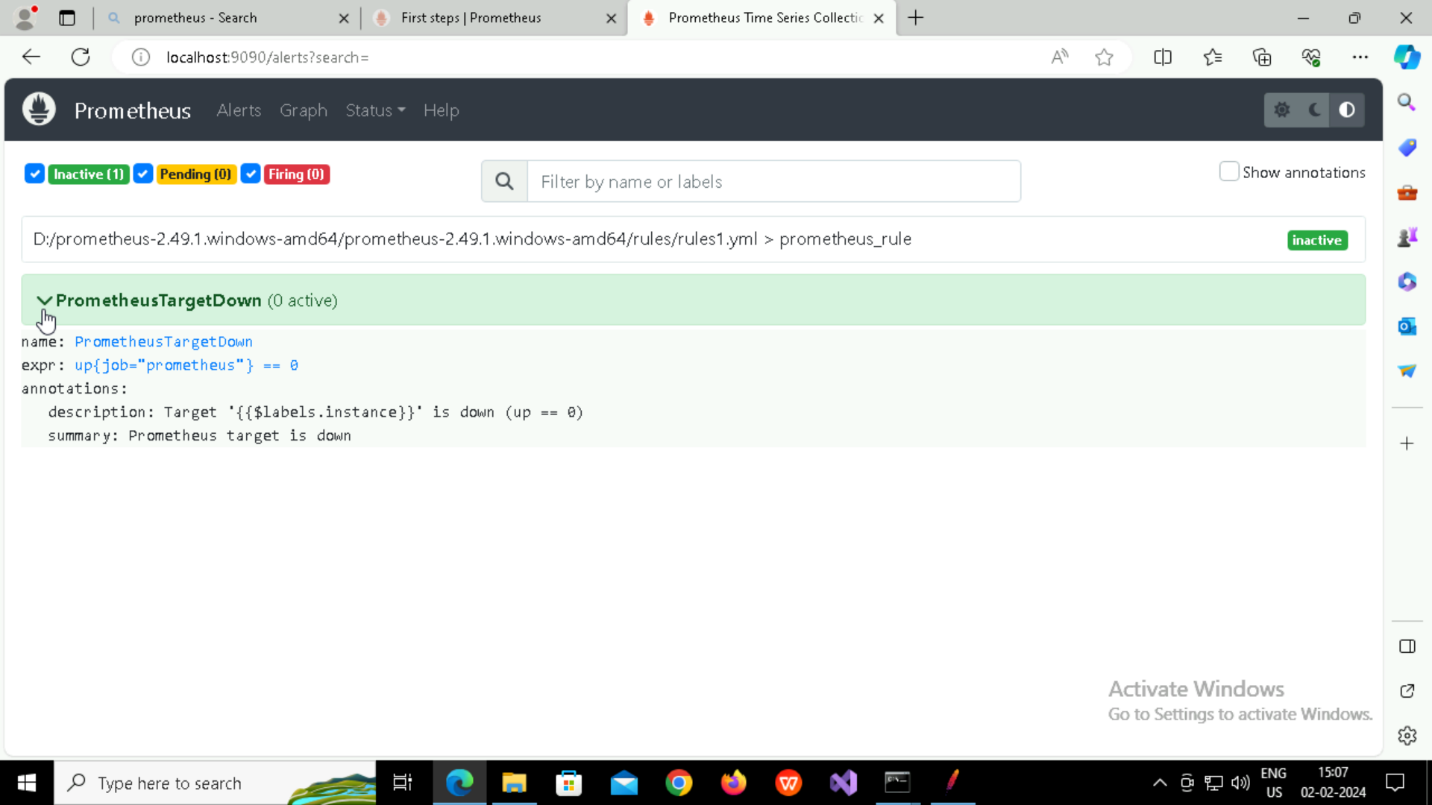 prometheus - Search
First steps | Prometheus
Prometheus Time Series Collectio
localhost:9090/alerts?search=
Prometheus
Alerts
Graph
Status
Help
Inactive (1)
Pending (0)
Firing (0)
Filter by name or labels
Show annotations
D:/prometheus-2.49.1.windows-amd64/prometheus-2.49.1.windows-amd64/rules/rules1.yml > prometheus_rule
inactive
PrometheusTargetDown (0 active)
name: PrometheusTargetDown
expr: up{job="prometheus"} == 0
annotations:
description: Target '{{$labels.instance}}' is down (up == 0)
summary: Prometheus target is down
Activate Windows
Go to Settings to activate Windows.
Type here to search
ENG
US
15:07
02-02-2024